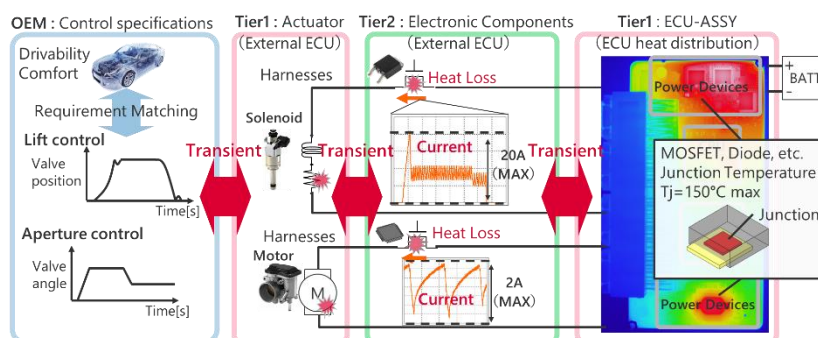 OEM : Control specifications
Drivability
Comfort
Requirement Matching
Lift control
Valve
position
Time[s]
Aperture control
Valve
angle
Time[s]
Transient
Tier1 : Actuator
(External ECU)
Harnesses
Solenoid
Harnesses
Motor
M
Transient
Tier2 : Electronic Components
(External ECU)
Heat Loss
Current
20A
(MAX)
Heat Loss
Current
2A
(MAX)
Transient
Tier1 : ECU-ASSY
(ECU heat distribution)
Power Devices
+
-
BATT
MOSFET, Diode, etc.
Junction Temperature
Tj=150°C max
Junction
Power Devices